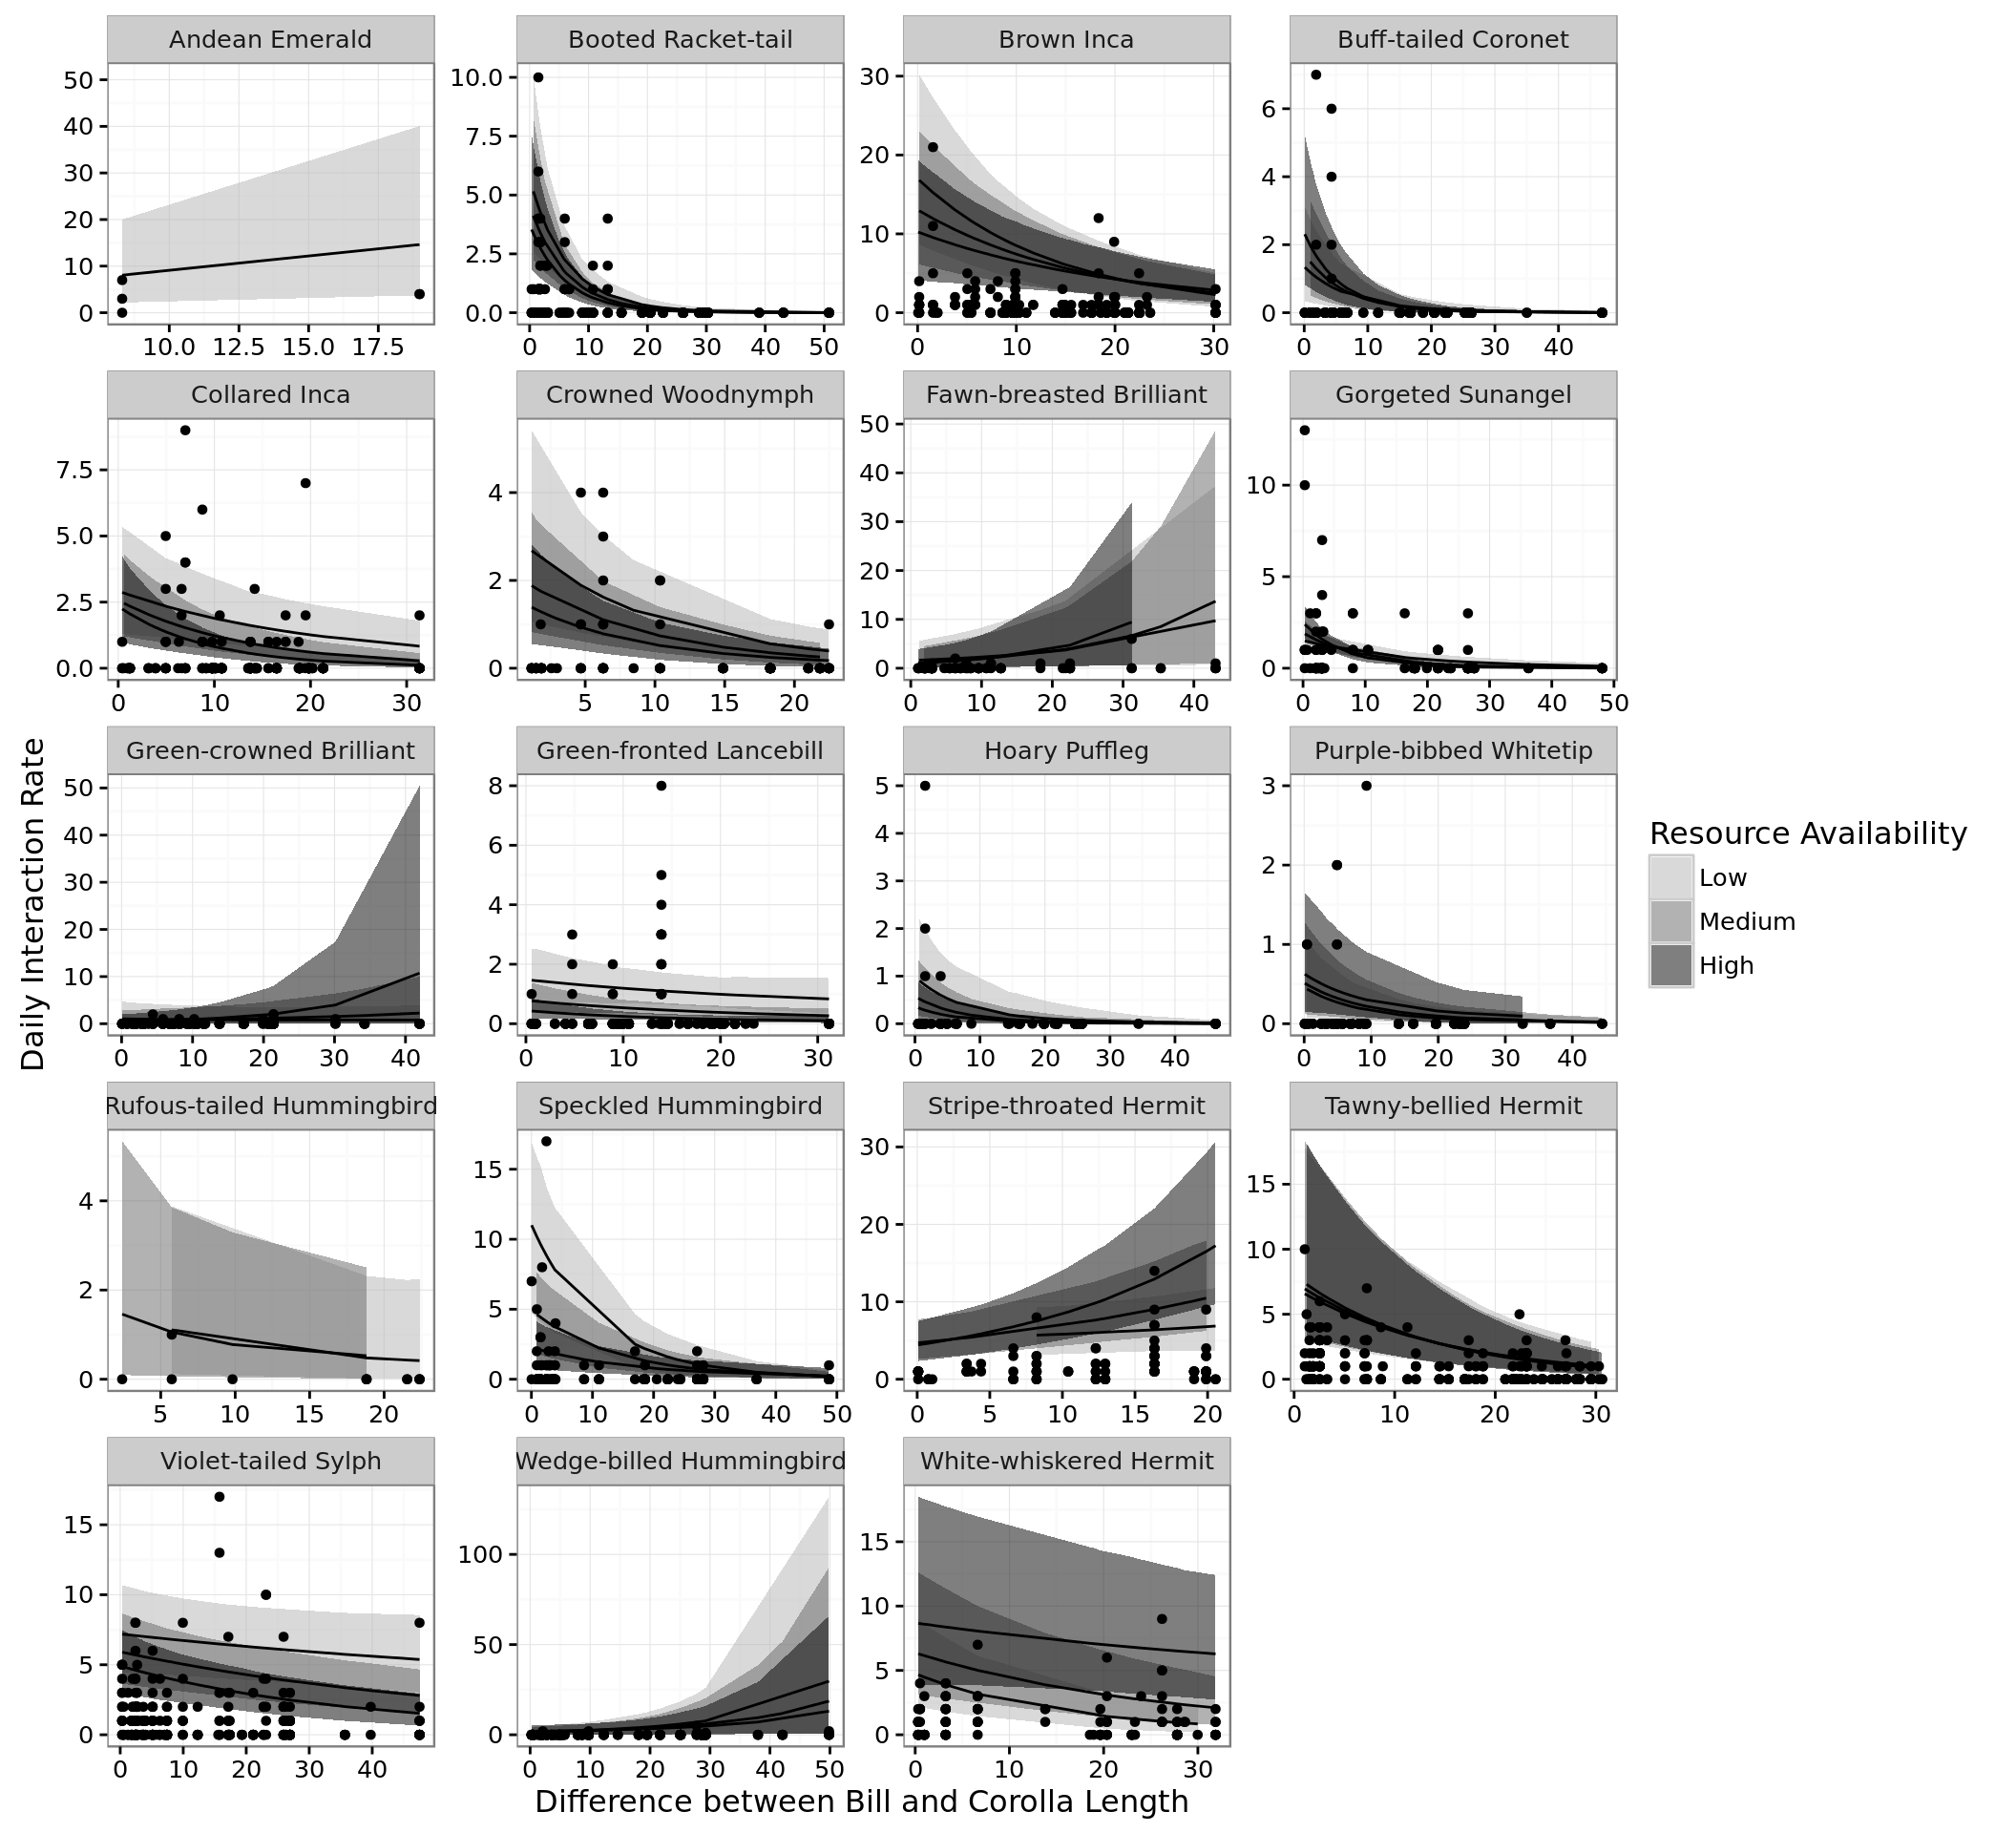 Andean Emerald
Booted Racket-tail
Brown Inca
Buff-tailed Coronet
50
40
30
20
10
0
10.0 12.5 15.0 17.5
10.0
7.5
5.0
2.5
0.0
0 10 20 30 40 50
30
20
10
0
0 10 20 30
6
4
2
0
0 10 20 30 40
Collared Inca
Crowned Woodnymph
Fawn-breasted Brilliant
Gorgeted Sunangel
7.5
5.0
2.5
0.0
0 10 20 30
4
2
0
5 10 15 20
50
40
30
20
10
0
0 10 20 30 40
10
5
0
0 10 20 30 40 50
Daily Interaction Rate
Green-crowned Brilliant
Green-fronted Lancebill
Hoary Puffleg
Purple-bibbed Whitetip
50
40
30
20
10
0
0 10 20 30 40
8
6
4
2
0
0 10 20 30
5
4
3
2
1
0
0 10 20 30 40
3
2
1
0
0 10 20 30 40
Resource Availability
Low
Medium
High
Rufous-tailed Hummingbird
Speckled Hummingbird
Stripe-throated Hermit
Tawny-bellied Hermit
4
2
0
5 10 15 20
15
10
5
0
0 10 20 30 40 50
30
20
10
0
0 5 10 15 20
15
10
5
0
0 10 20 30
Violet-tailed Sylph
Wedge-billed Hummingbird
White-whiskered Hermit
15
10
5
0
0 10 20 30 40
100
50
0
0 10 20 30 40 50
15
10
5
0
0 10 20 30
Difference between Bill and Corolla Length